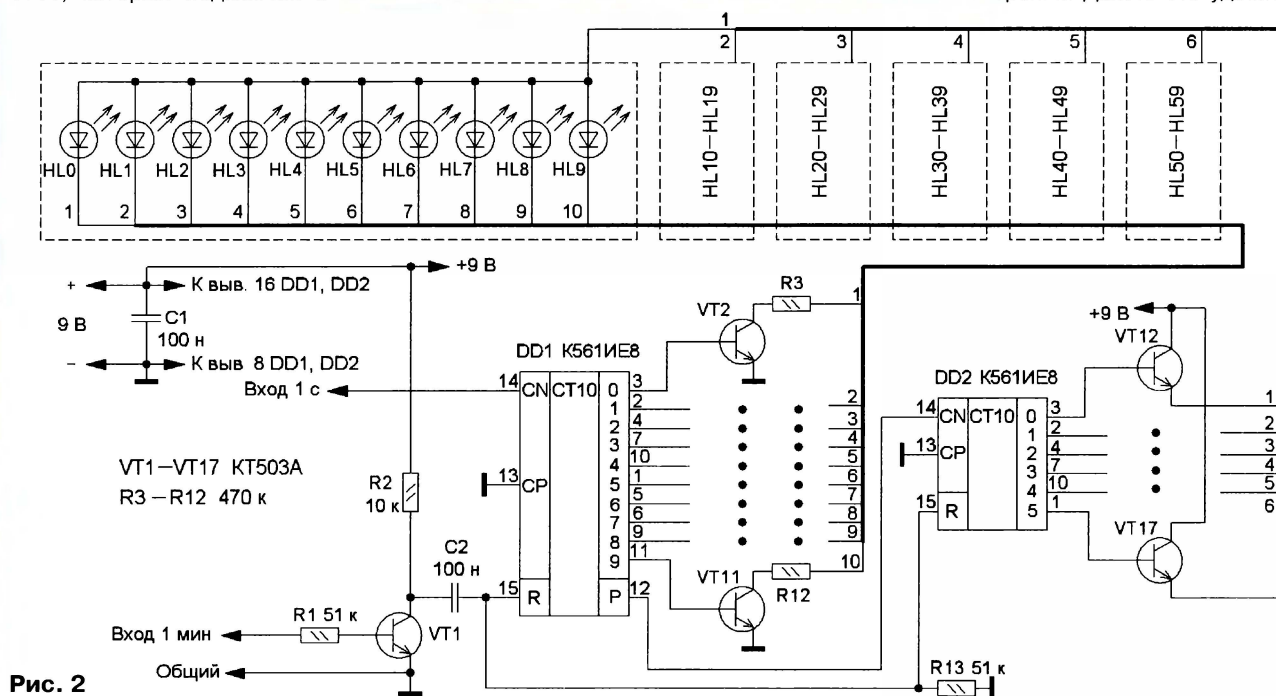 1
2 3 4 5 6
HL0 HL1 HL2 HL3 HL4 HL5 HL6 HL7 HL8 HL9
HL10–HL19
HL20–HL29
HL30–HL39
HL40–HL49
HL50–HL59
1 2 3 4 5 6 7 8 9 10
+9 В
+ К выв. 16 DD1, DD2
9 В
C1
100 н
– К выв 8 DD1, DD2
Вход 1 с
VT1–VT17 КТ503А
R3 – R12 470 к
R2
10 к
C2
100 н
R1 51 к
Вход 1 мин
VT1
Общий
DD1 К561ИЕ8
14 CN CT10 0 3
1 2
2 4
3 7
4 10
13 CP 5 1
6 5
7 6
8 9
9 11
15 R P 12
VT2
R3
1
2
3
4
5
6
7
8
9
10
VT11
R12
+9 В
VT12
DD2 К561ИЕ8
14 CN CT10 0 3
1 2
13 CP 2 4
3 7
4 10
15 R 5 1
VT17
1
2
3
4
5
6
R13 51 к
Рис. 2